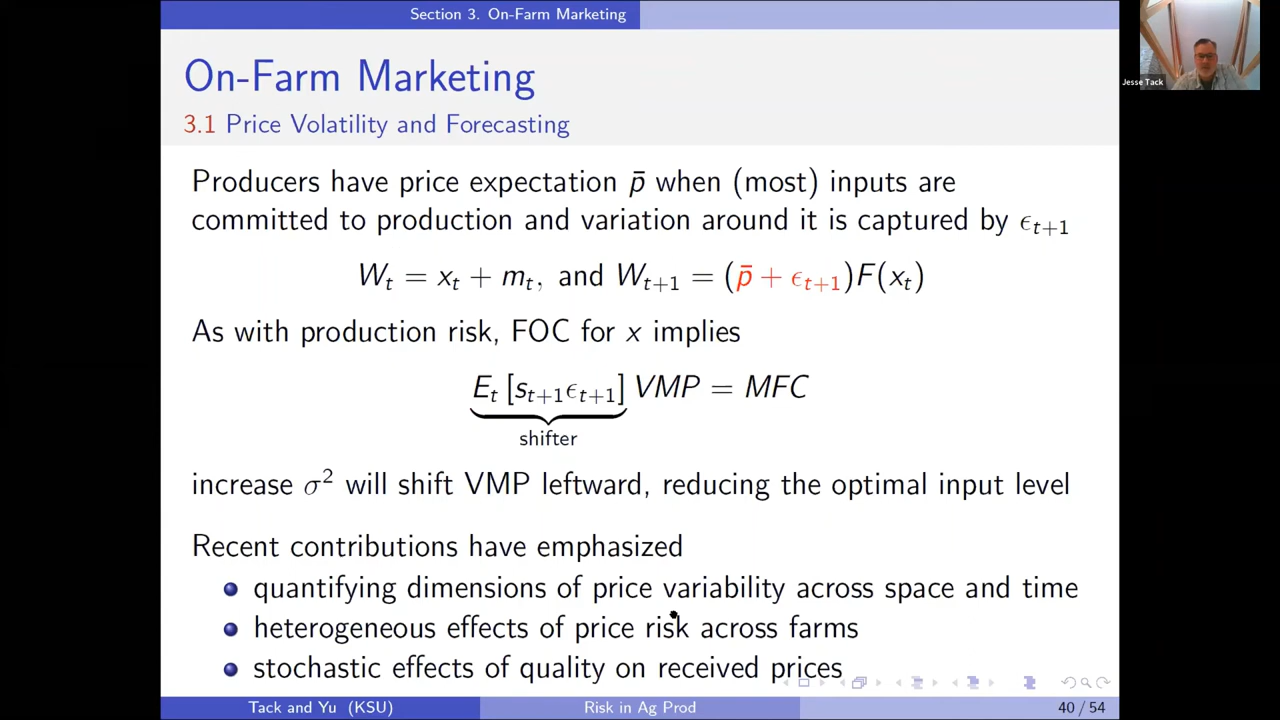 Section 3. On-Farm Marketing
Jesse Tack
On-Farm Marketing
3.1 Price Volatility and Forecasting
Producers have price expectation p̄ when (most) inputs are
committed to production and variation around it is captured by ϵₜ₊₁
Wₜ = xₜ + mₜ, and Wₜ₊₁ = (p̄ + ϵₜ₊₁)F(xₜ)
As with production risk, FOC for x implies
Eₜ [sₜ₊₁ϵₜ₊₁] VMP = MFC
shifter
increase σ² will shift VMP leftward, reducing the optimal input level
Recent contributions have emphasized
quantifying dimensions of price variability across space and time
heterogeneous effects of price risk across farms
stochastic effects of quality on received prices
Tack and Yu (KSU)
Risk in Ag Prod
40 / 54